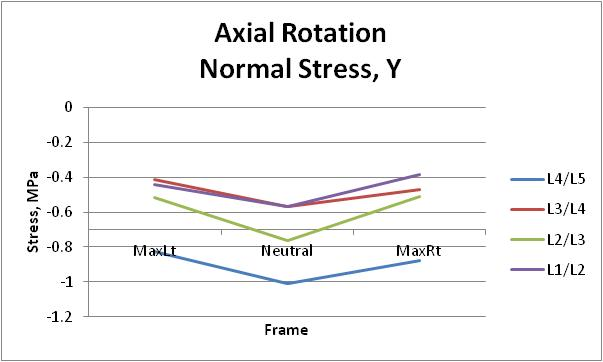 Axial Rotation
Normal Stress, Y
0
-0.2
-0.4
-0.6
-0.8
-1
-1.2
Stress, MPa
MaxLt Neutral MaxRt
Frame
L4/L5
L3/L4
L2/L3
L1/L2